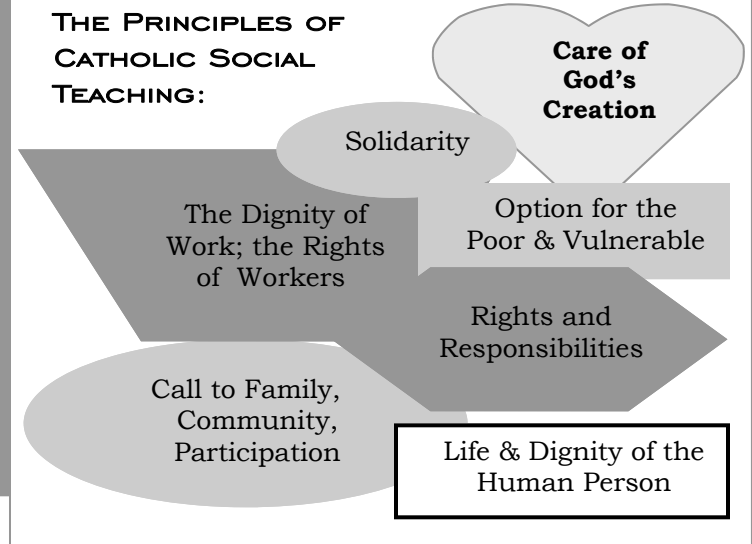 The Principles of
Catholic Social
Teaching:
Care of
God's
Creation
Solidarity
The Dignity of
Work; the Rights
of Workers
Option for the
Poor & Vulnerable
Rights and
Responsibilities
Call to Family,
Community,
Participation
Life & Dignity of the
Human Person